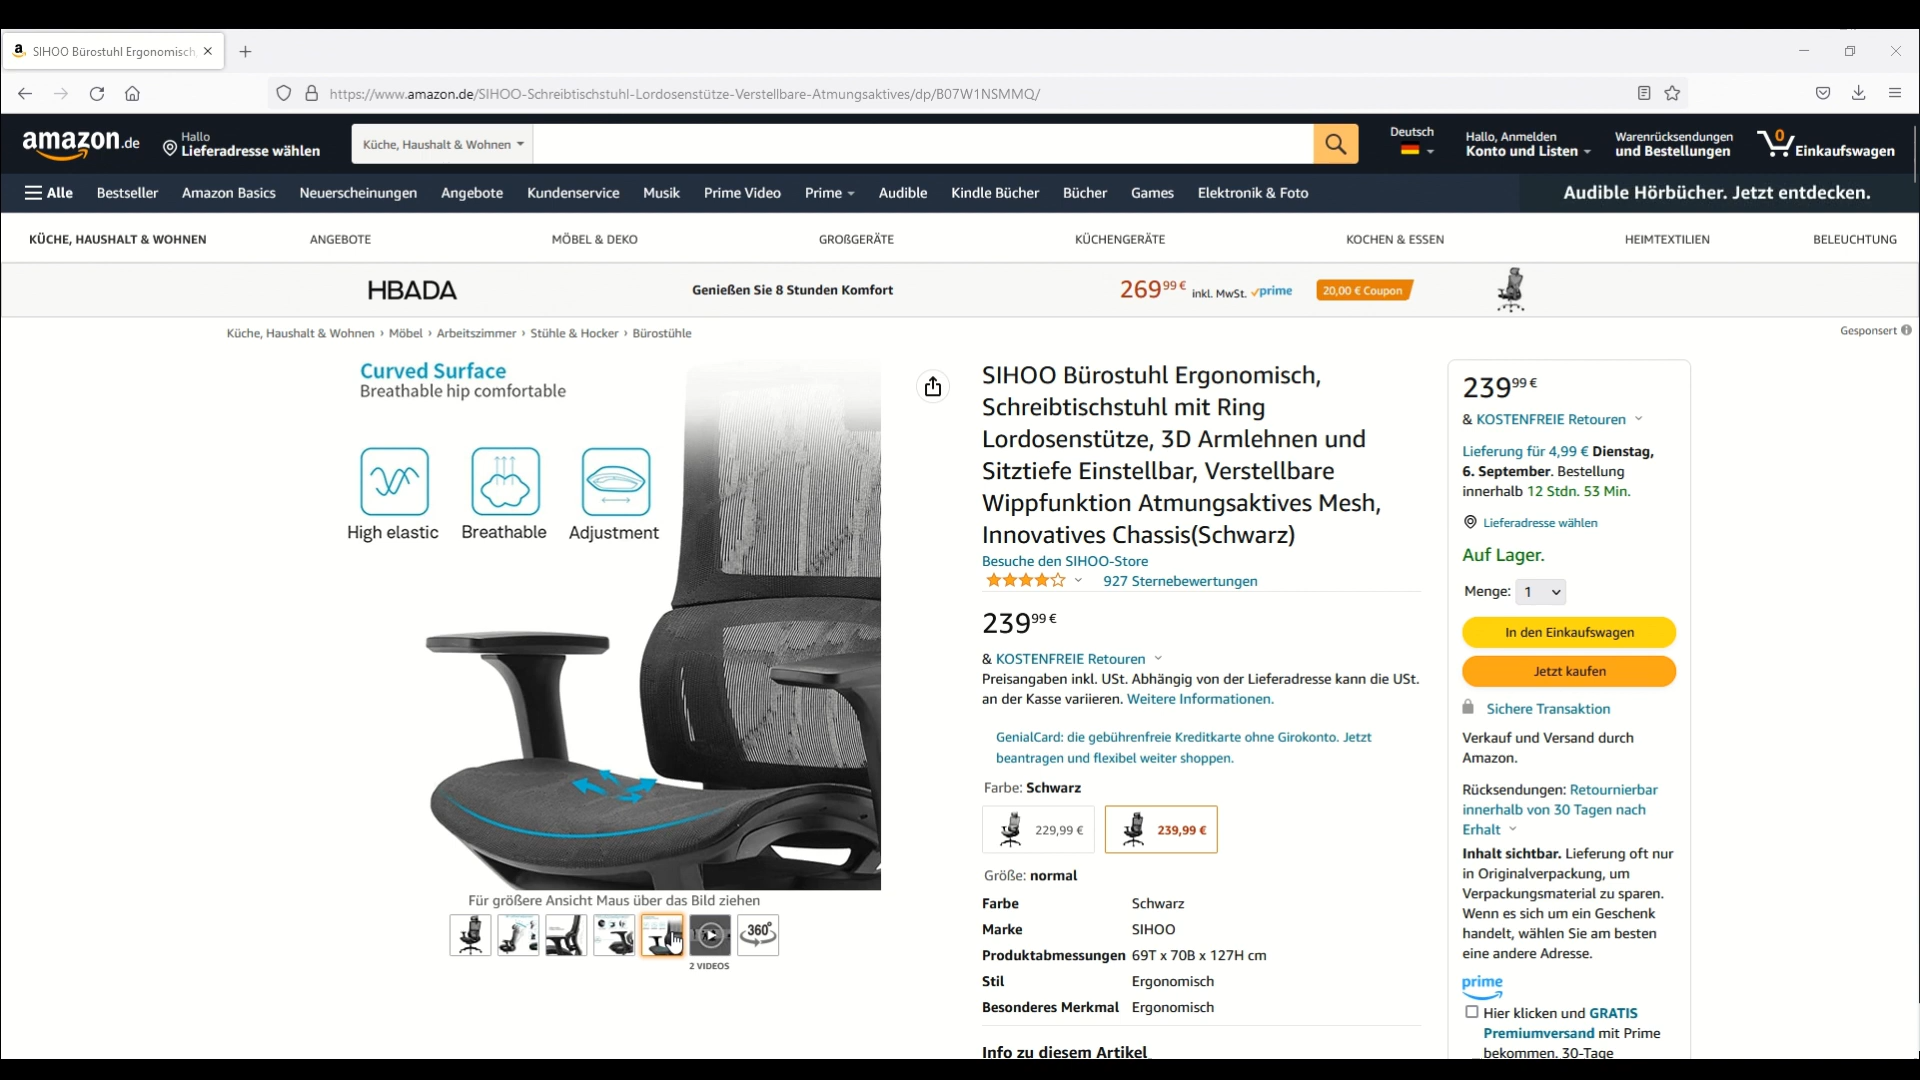 SIHOO Bürostuhl Ergonomisch,
https://www.amazon.de/SIHOO-Schreibtischstuhl-Lordosenstütze-Verstellbare-Atmungsaktives/dp/B07W1NSMMQ/
amazon.de
Hallo
Lieferadresse wählen
Küche, Haushalt & Wohnen
Deutsch
Hallo, Anmelden
Konto und Listen
Warenrücksendungen
und Bestellungen
0
Einkaufswagen
Alle Bestseller Amazon Basics Neuerscheinungen Angebote Kundenservice Musik Prime Video Prime Audible Kindle Bücher Bücher Games Elektronik & Foto
Audible Hörbücher. Jetzt entdecken.
KÜCHE, HAUSHALT & WOHNEN ANGEBOTE MÖBEL & DEKO GROßGERÄTE KÜCHENGERÄTE KOCHEN & ESSEN HEIMTEXTILIEN BELEUCHTUNG
HBADA Genießen Sie 8 Stunden Komfort 269 99 € inkl. MwSt. prime 20,00 € Coupon
Küche, Haushalt & Wohnen › Möbel › Arbeitszimmer › Stühle & Hocker › Bürostühle
Gesponsert
Curved Surface
Breathable hip comfortable
High elastic Breathable Adjustment
Für größere Ansicht Maus über das Bild ziehen
360°
2 VIDEOS
SIHOO Bürostuhl Ergonomisch,
Schreibtischstuhl mit Ring
Lordosenstütze, 3D Armlehnen und
Sitztiefe Einstellbar, Verstellbare
Wippfunktion Atmungsaktives Mesh,
Innovatives Chassis(Schwarz)
Besuche den SIHOO-Store
927 Sternebewertungen
239 99 €
& KOSTENFREIE Retouren
Preisangaben inkl. USt. Abhängig von der Lieferadresse kann die USt.
an der Kasse variieren. Weitere Informationen.
GenialCard: die gebührenfreie Kreditkarte ohne Girokonto. Jetzt
beantragen und flexibel weiter shoppen.
Farbe: Schwarz
229,99 € 239,99 €
Größe: normal
Farbe Schwarz
Marke SIHOO
Produktabmessungen 69T x 70B x 127H cm
Stil Ergonomisch
Besonderes Merkmal Ergonomisch
Info zu diesem Artikel
239 99 €
& KOSTENFREIE Retouren
Lieferung für 4,99 € Dienstag,
6. September. Bestellung
innerhalb 12 Stdn. 53 Min.
Lieferadresse wählen
Auf Lager.
Menge: 1
In den Einkaufswagen
Jetzt kaufen
Sichere Transaktion
Verkauf und Versand durch
Amazon.
Rücksendungen: Retournierbar
innerhalb von 30 Tagen nach
Erhalt
Inhalt sichtbar. Lieferung oft nur
in Originalverpackung, um
Verpackungsmaterial zu sparen.
Wenn es sich um ein Geschenk
handelt, wählen Sie am besten
eine andere Adresse.
prime
Hier klicken und GRATIS
Premiumversand mit Prime
bekommen. 30-Tage